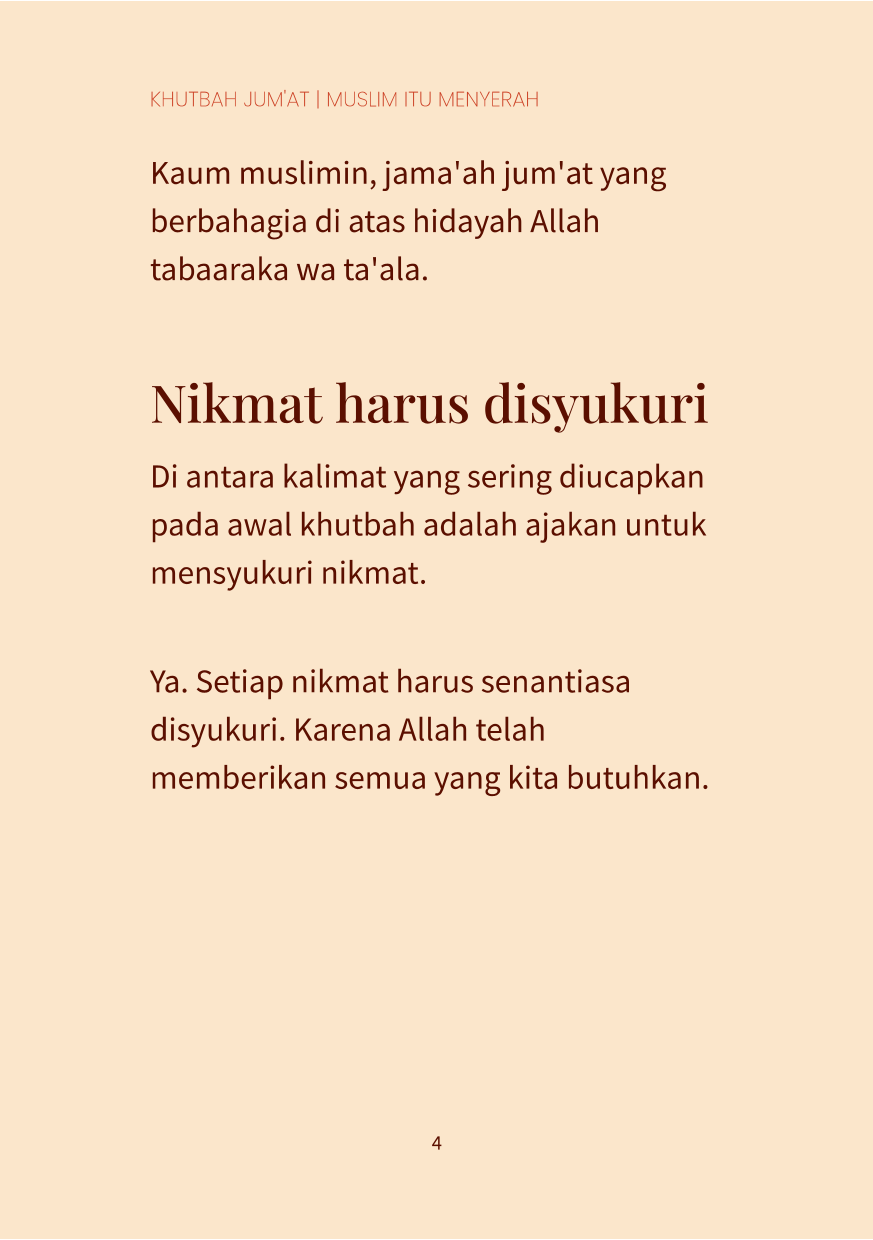 KHUTBAH JUM'AT | MUSLIM ITU MENYERAH
Kaum muslimin, jama'ah jum'at yang
berbahagia di atas hidayah Allah
tabaaraka wa ta'ala.
Nikmat harus disyukuri
Di antara kalimat yang sering diucapkan
pada awal khutbah adalah ajakan untuk
mensyukuri nikmat.
Ya. Setiap nikmat harus senantiasa
disyukuri. Karena Allah telah
memberikan semua yang kita butuhkan.
4